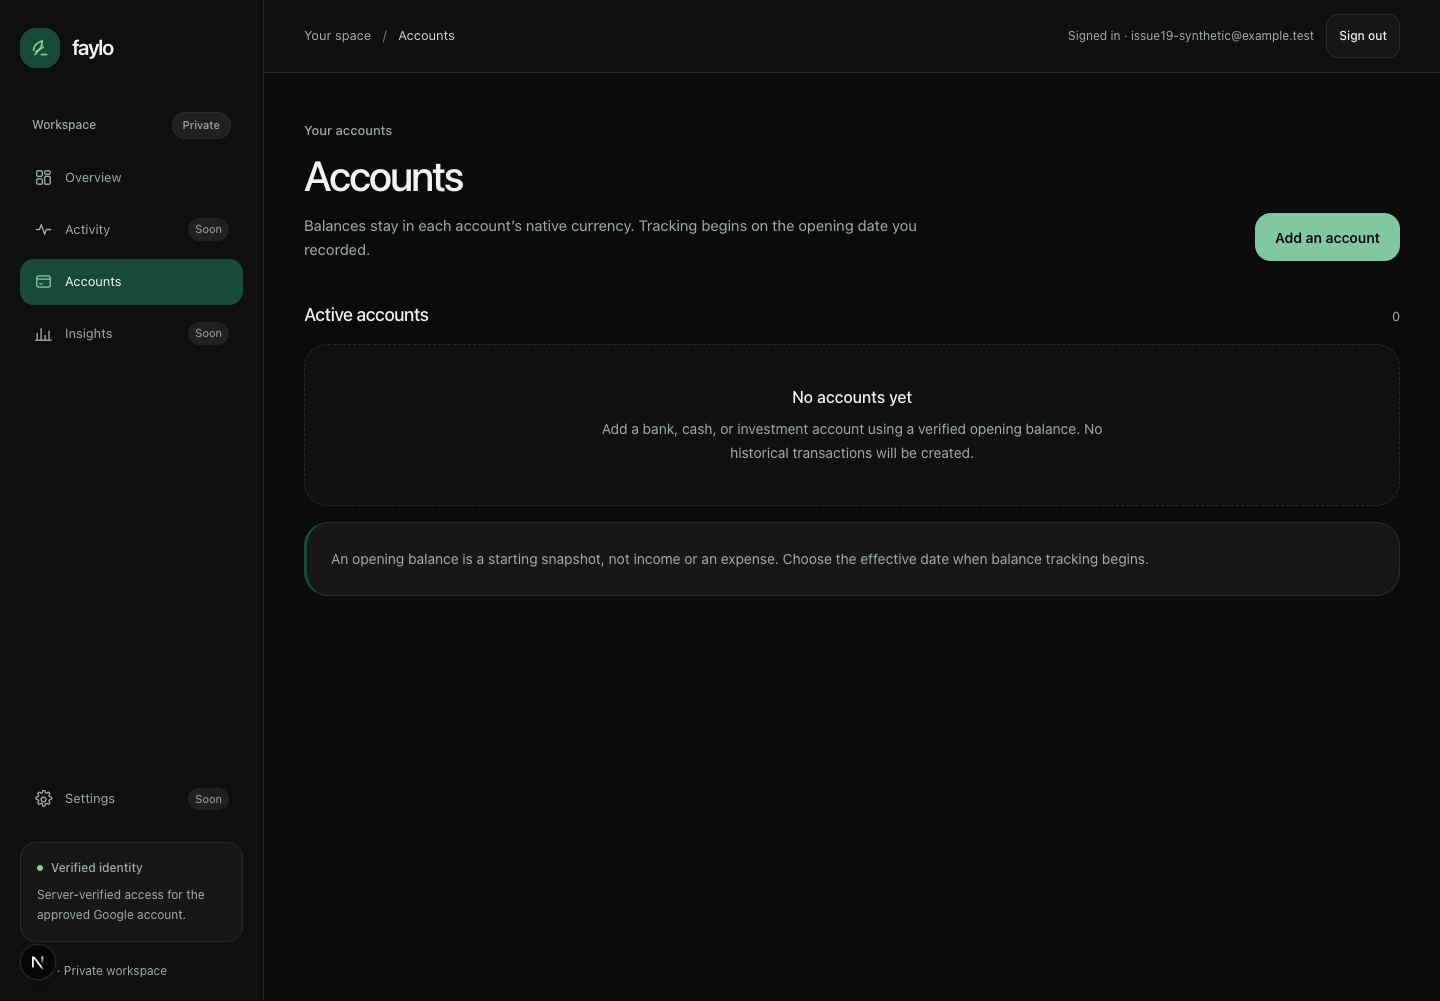 faylo
Workspace
Private
Overview
Activity
Soon
Accounts
Insights
Soon
Settings
Soon
Verified identity
Server-verified access for the
approved Google account.
N
· Private workspace
Your space / Accounts
Signed in · issue19-synthetic@example.test
Sign out
Your accounts
Accounts
Balances stay in each account’s native currency. Tracking begins on the opening date you
recorded.
Add an account
Active accounts
0
No accounts yet
Add a bank, cash, or investment account using a verified opening balance. No
historical transactions will be created.
An opening balance is a starting snapshot, not income or an expense. Choose the effective date when balance tracking begins.